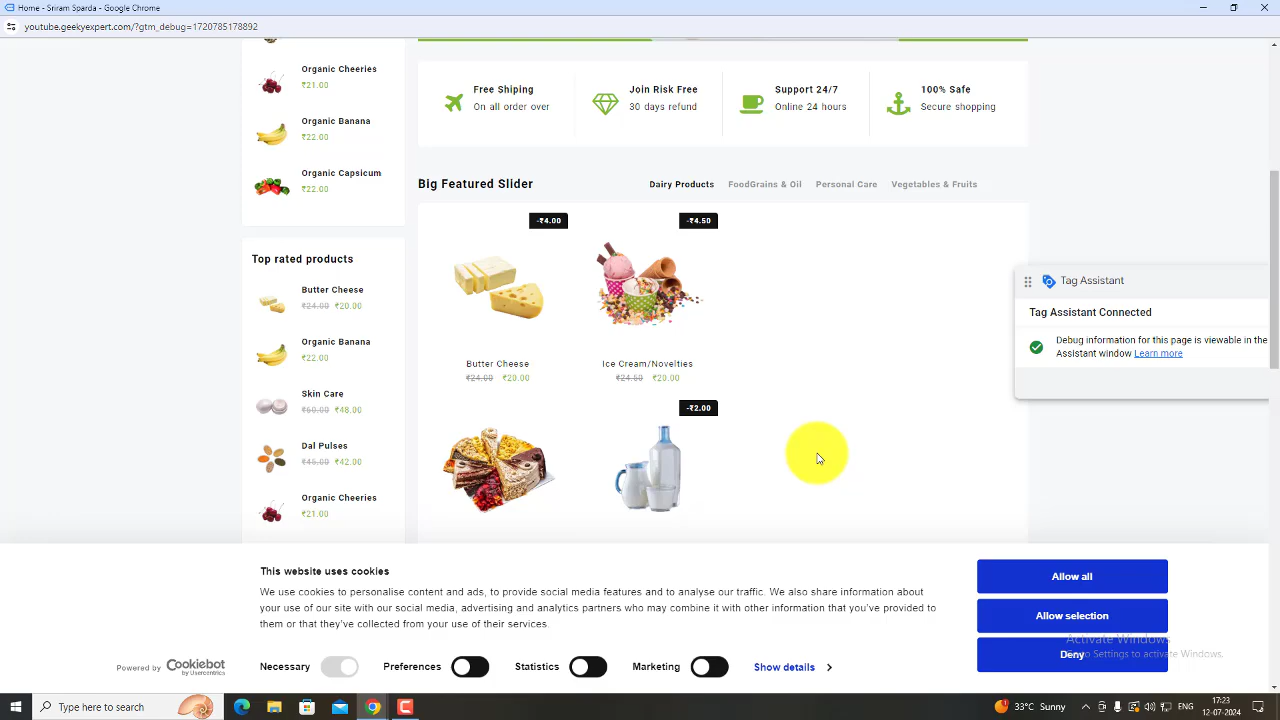 Home - Sriram Sparda - Google Chrome
youtube.geekyexpert.com/?gtm_debug=1720785178892
Organic Cheeries
₹21.00
Organic Banana
₹22.00
Organic Capsicum
₹22.00
Top rated products
Butter Cheese
₹24.00 ₹20.00
Organic Banana
₹22.00
Skin Care
₹60.00 ₹48.00
Dal Pulses
₹45.00 ₹42.00
Organic Cheeries
₹21.00
Free Shiping
On all order over
Join Risk Free
30 days refund
Support 24/7
Online 24 hours
100% Safe
Secure shopping
Big Featured Slider
Dairy Products FoodGrains & Oil Personal Care Vegetables & Fruits
-₹4.00
-₹4.50
Butter Cheese
₹24.00 ₹20.00
Ice Cream/Novelties
₹24.50 ₹20.00
-₹2.00
Tag Assistant
Tag Assistant Connected
Debug information for this page is viewable in the
Assistant window Learn more
This website uses cookies
We use cookies to personalise content and ads, to provide social media features and to analyse our traffic. We also share information
about your use of our site with our social media, advertising and analytics partners who may combine it with other information that you've provided to
them or that they've collected from your use of their services.
Powered by Cookiebot
by Usercentrics
Necessary Preferences Statistics Marketing Show details
Allow all
Allow selection
Deny
Activate Windows
to Settings to activate Windows.
Type here to search
33°C Sunny
ENG
17:23
12-07-2024